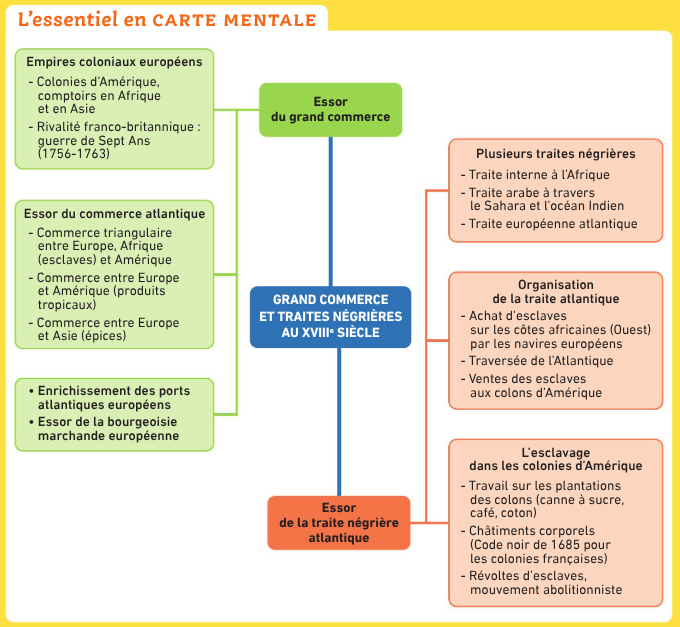 L'essentiel en CARTE MENTALE
Empires coloniaux européens
- Colonies d'Amérique,
comptoirs en Afrique
et en Asie
- Rivalité franco-britannique :
guerre de Sept Ans
(1756-1763)
Essor du commerce atlantique
- Commerce triangulaire
entre Europe, Afrique
(esclaves) et Amérique
- Commerce entre Europe
et Amérique (produits
tropicaux)
- Commerce entre Europe
et Asie (épices)
• Enrichissement des ports
atlantiques européens
• Essor de la bourgeoisie
marchande européenne
Essor
du grand commerce
GRAND COMMERCE
ET TRAITES NÉGRIÈRES
AU XVIIIe SIÈCLE
Essor
de la traite négrière
atlantique
Plusieurs traites négrières
- Traite interne à l'Afrique
- Traite arabe à travers
le Sahara et l'océan Indien
- Traite européenne atlantique
Organisation
de la traite atlantique
- Achat d'esclaves
sur les côtes africaines (Ouest)
par les navires européens
- Traversée de l'Atlantique
- Ventes des esclaves
aux colons d'Amérique
L'esclavage
dans les colonies d'Amérique
- Travail sur les plantations
des colons (canne à sucre,
café, coton)
- Châtiments corporels
(Code noir de 1685 pour
les colonies françaises)
- Révoltes d'esclaves,
mouvement abolitionniste